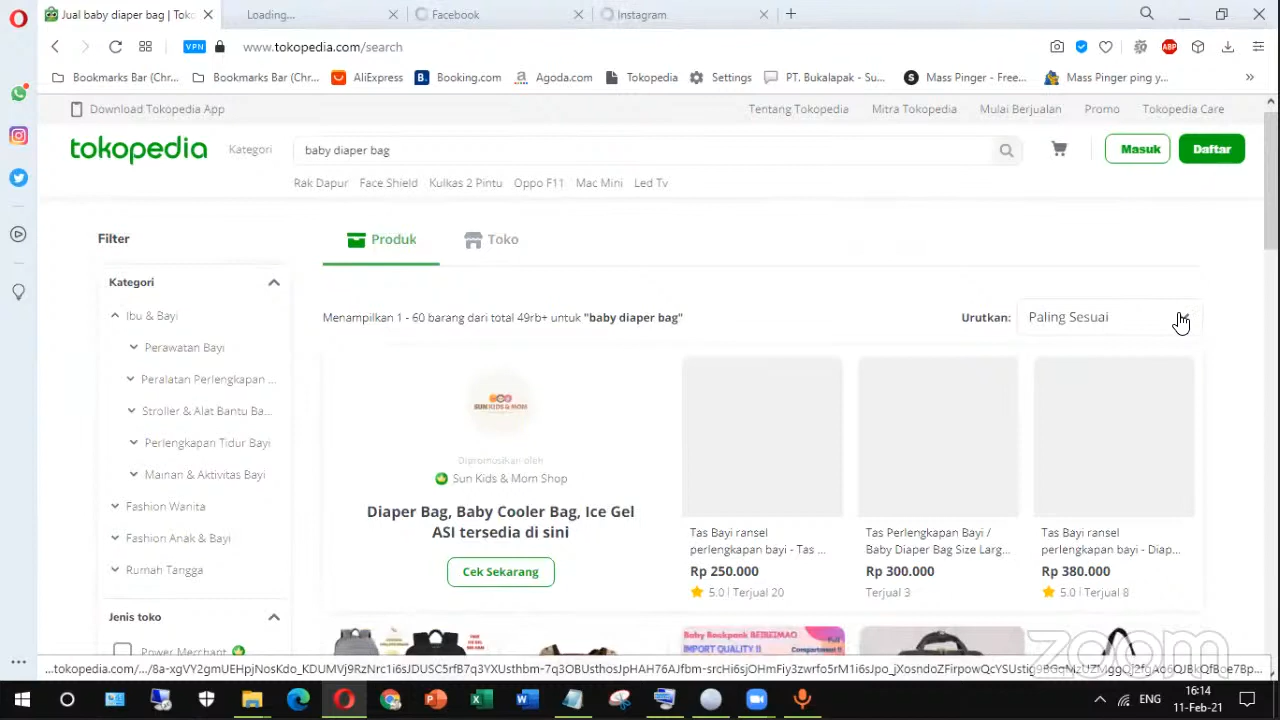 Jual baby diaper bag | Tok
Loading...
Facebook
Instagram
VPN
www.tokopedia.com/search
ABP
Bookmarks Bar (Chr...
Bookmarks Bar (Chr...
AliExpress
B.
Booking.com
a
Agoda.com
Tokopedia
Settings
PT. Bukalapak - Su...
S
Mass Pinger - Free...
Mass Pinger ping y...
Download Tokopedia App
Tentang Tokopedia
Mitra Tokopedia
Mulai Berjualan
Promo
Tokopedia Care
tokopedia
Kategori
baby diaper bag
Masuk
Daftar
Rak Dapur
Face Shield
Kulkas 2 Pintu
Oppo F11
Mac Mini
Led Tv
Filter
Produk
Toko
Kategori
Ibu & Bayi
Perawatan Bayi
Peralatan Perlengkapan ...
Stroller & Alat Bantu Ba...
Perlengkapan Tidur Bayi
Mainan & Aktivitas Bayi
Fashion Wanita
Fashion Anak & Bayi
Rumah Tangga
Jenis toko
Power Merchant
Menampilkan 1 - 60 barang dari total 49rb+ untuk "baby diaper bag"
Urutkan:
Paling Sesuai
SUN KIDS & MOM
Dipromosikan oleh
Sun Kids & Mom Shop
Diaper Bag, Baby Cooler Bag, Ice Gel
ASI tersedia di sini
Cek Sekarang
Tas Bayi ransel
perlengkapan bayi - Tas ...
Rp 250.000
5.0 | Terjual 20
Tas Perlengkapan Bayi /
Baby Diaper Bag Size Larg...
Rp 300.000
Terjual 3
Tas Bayi ransel
perlengkapan bayi - Diap...
Rp 380.000
5.0 | Terjual 8
IMPORT QUALITY !!
zoom
ENG
16:14
11-Feb-21